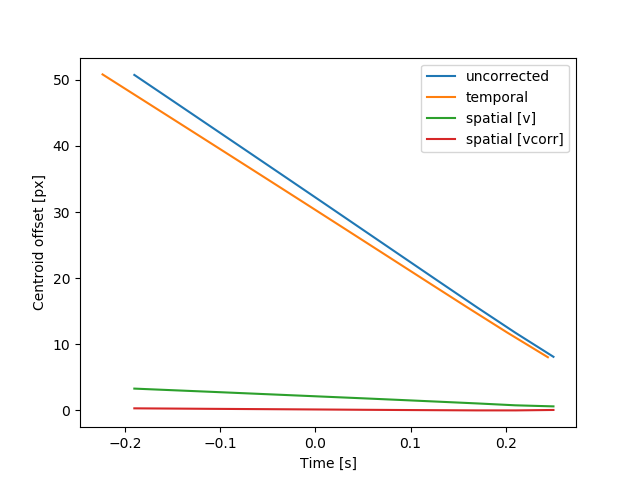 uncorrected
temporal
spatial [v]
spatial [vcorr]
50
40
30
20
10
0
Centroid offset [px]
−0.2 −0.1 0.0 0.1 0.2
Time [s]